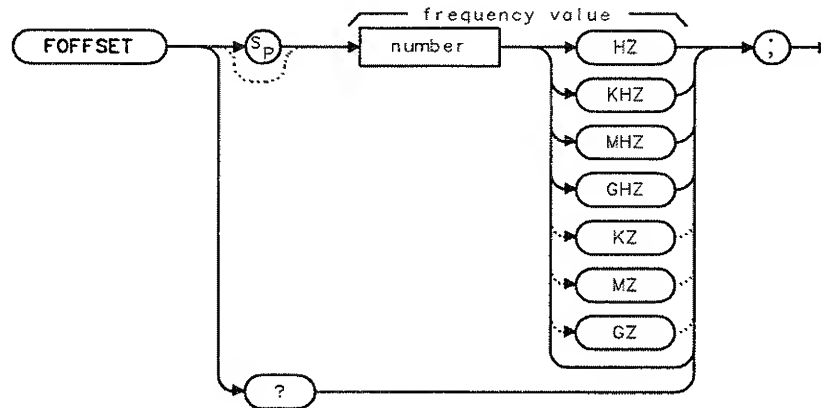 frequency value
FOFFSET
SP
number
HZ
;
KHZ
MHZ
GHZ
KZ
MZ
GZ
?